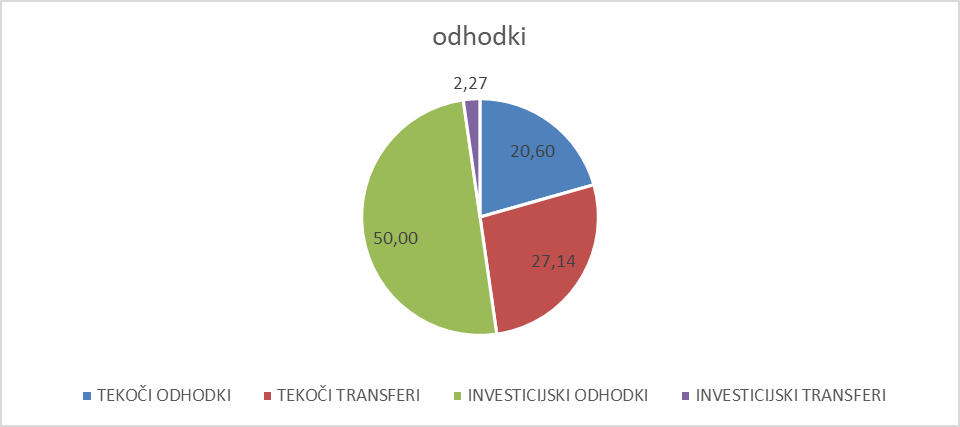 odhodki
2,27
20,60
50,00
27,14
TEKOČI ODHODKI TEKOČI TRANSFERI INVESTICIJSKI ODHODKI INVESTICIJSKI TRANSFERI